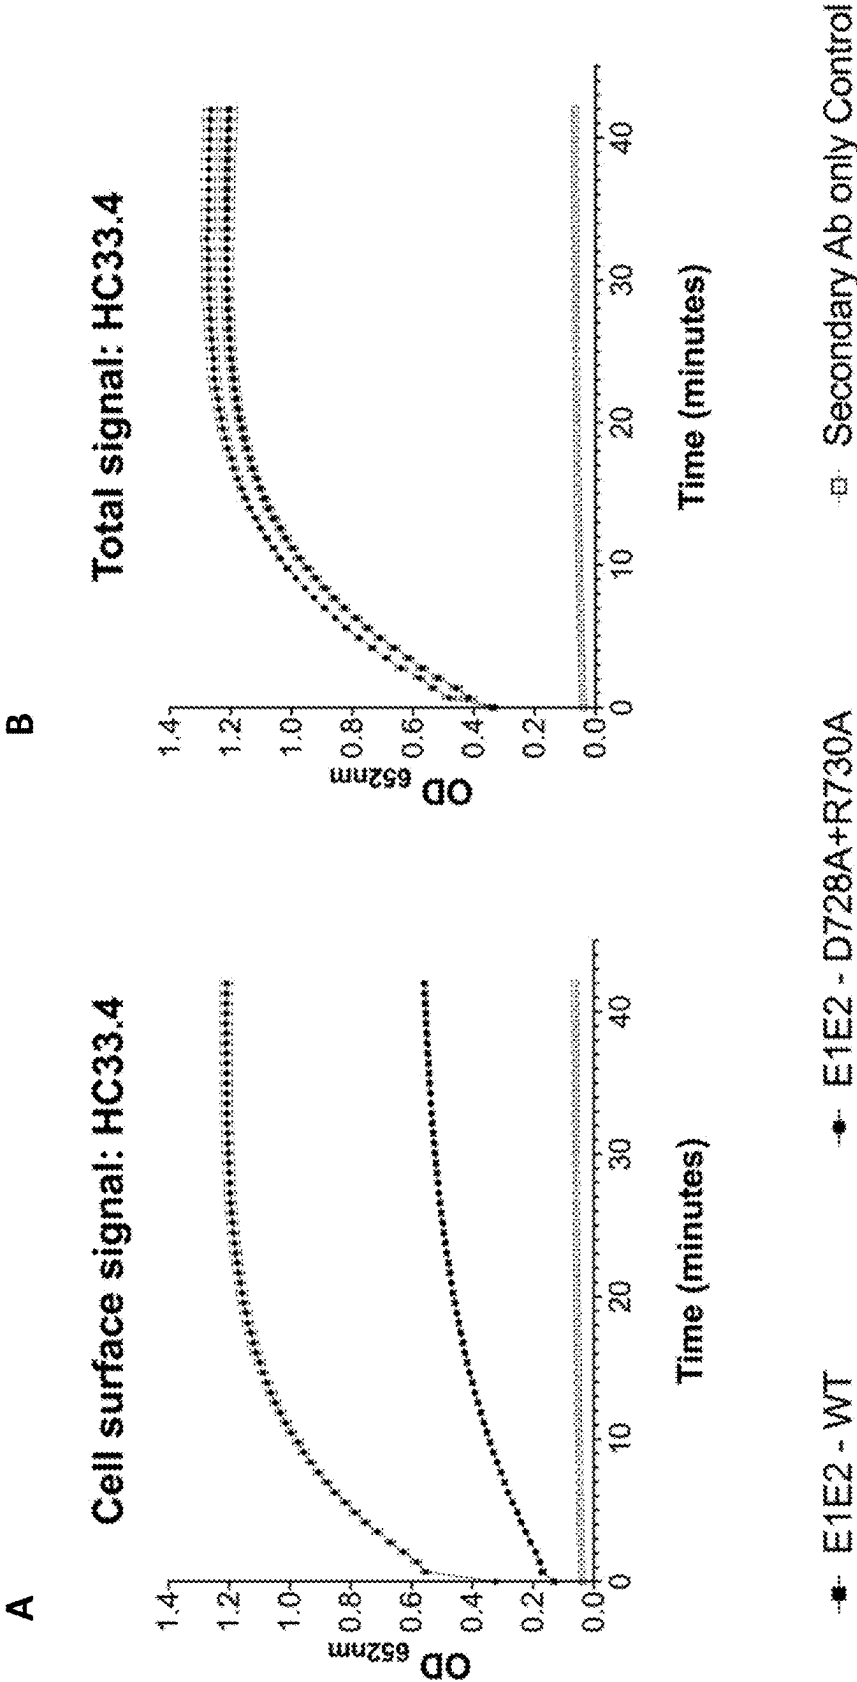 A
Cell surface signal: HC33.4
OD 652nm
1.4
1.2
1.0
0.8
0.6
0.4
0.2
0.0
0 10 20 30 40
Time (minutes)
B
Total signal: HC33.4
OD 652nm
1.4
1.2
1.0
0.8
0.6
0.4
0.2
0.0
0 10 20 30 40
Time (minutes)
E1E2 - WT
E1E2 - D728A+R730A
Secondary Ab only Control